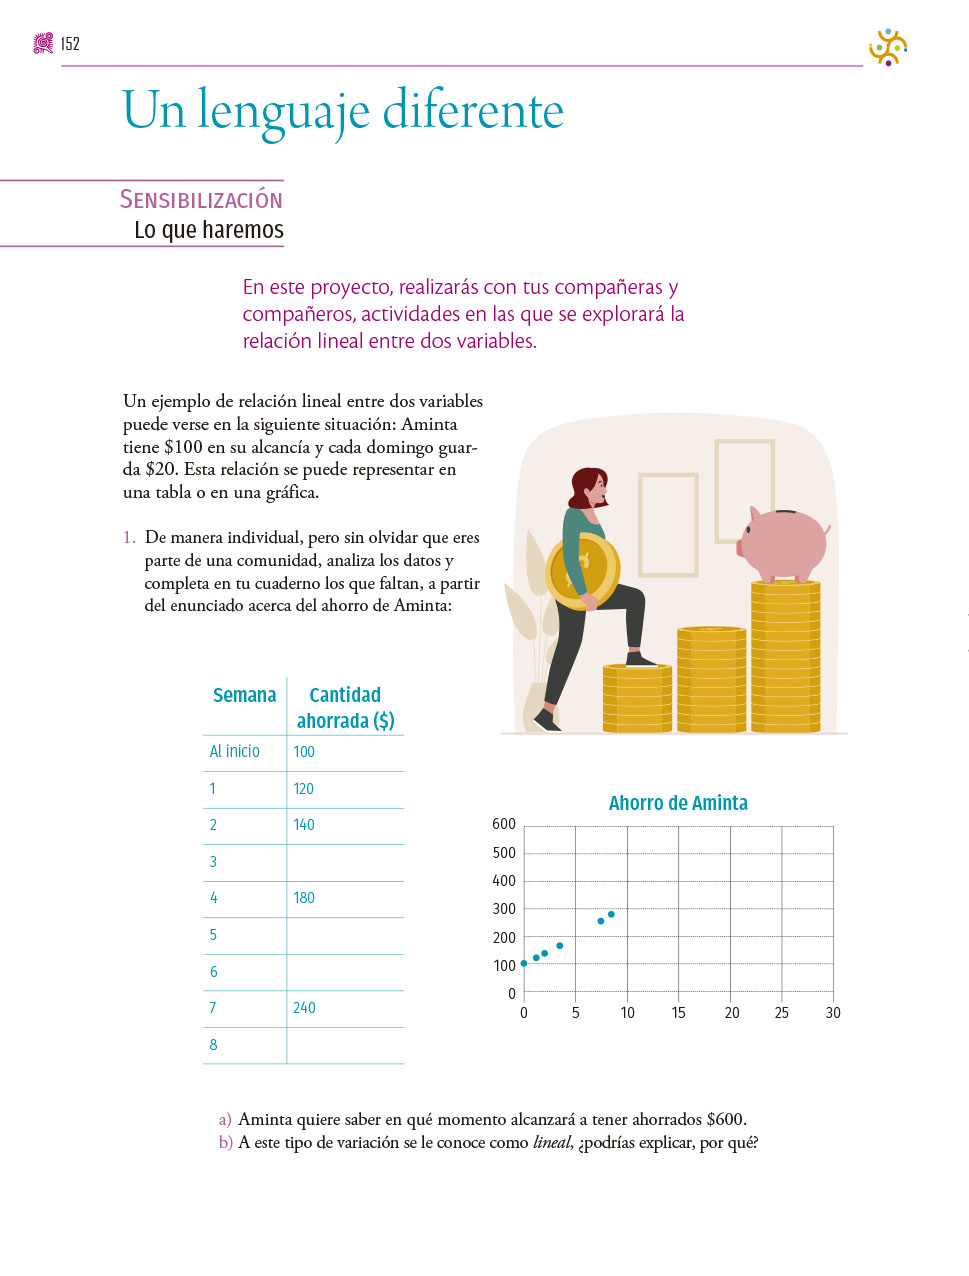 152
Un lenguaje diferente
Sensibilización
Lo que haremos
En este proyecto, realizarás con tus compañeras y
compañeros, actividades en las que se explorará la
relación lineal entre dos variables.
Un ejemplo de relación lineal entre dos variables
puede verse en la siguiente situación: Aminta
tiene $100 en su alcancía y cada domingo guar-
da $20. Esta relación se puede representar en
una tabla o en una gráfica.
1. De manera individual, pero sin olvidar que eres
parte de una comunidad, analiza los datos y
completa en tu cuaderno los que faltan, a partir
del enunciado acerca del ahorro de Aminta:
Semana Cantidad
ahorrada ($)
Al inicio 100
1 120
2 140
3
4 180
5
6
7 240
8
$
Ahorro de Aminta
600
500
400
300
200
100
0
0 5 10 15 20 25 30
a) Aminta quiere saber en qué momento alcanzará a tener ahorrados $600.
b) A este tipo de variación se le conoce como lineal, ¿podrías explicar, por qué?